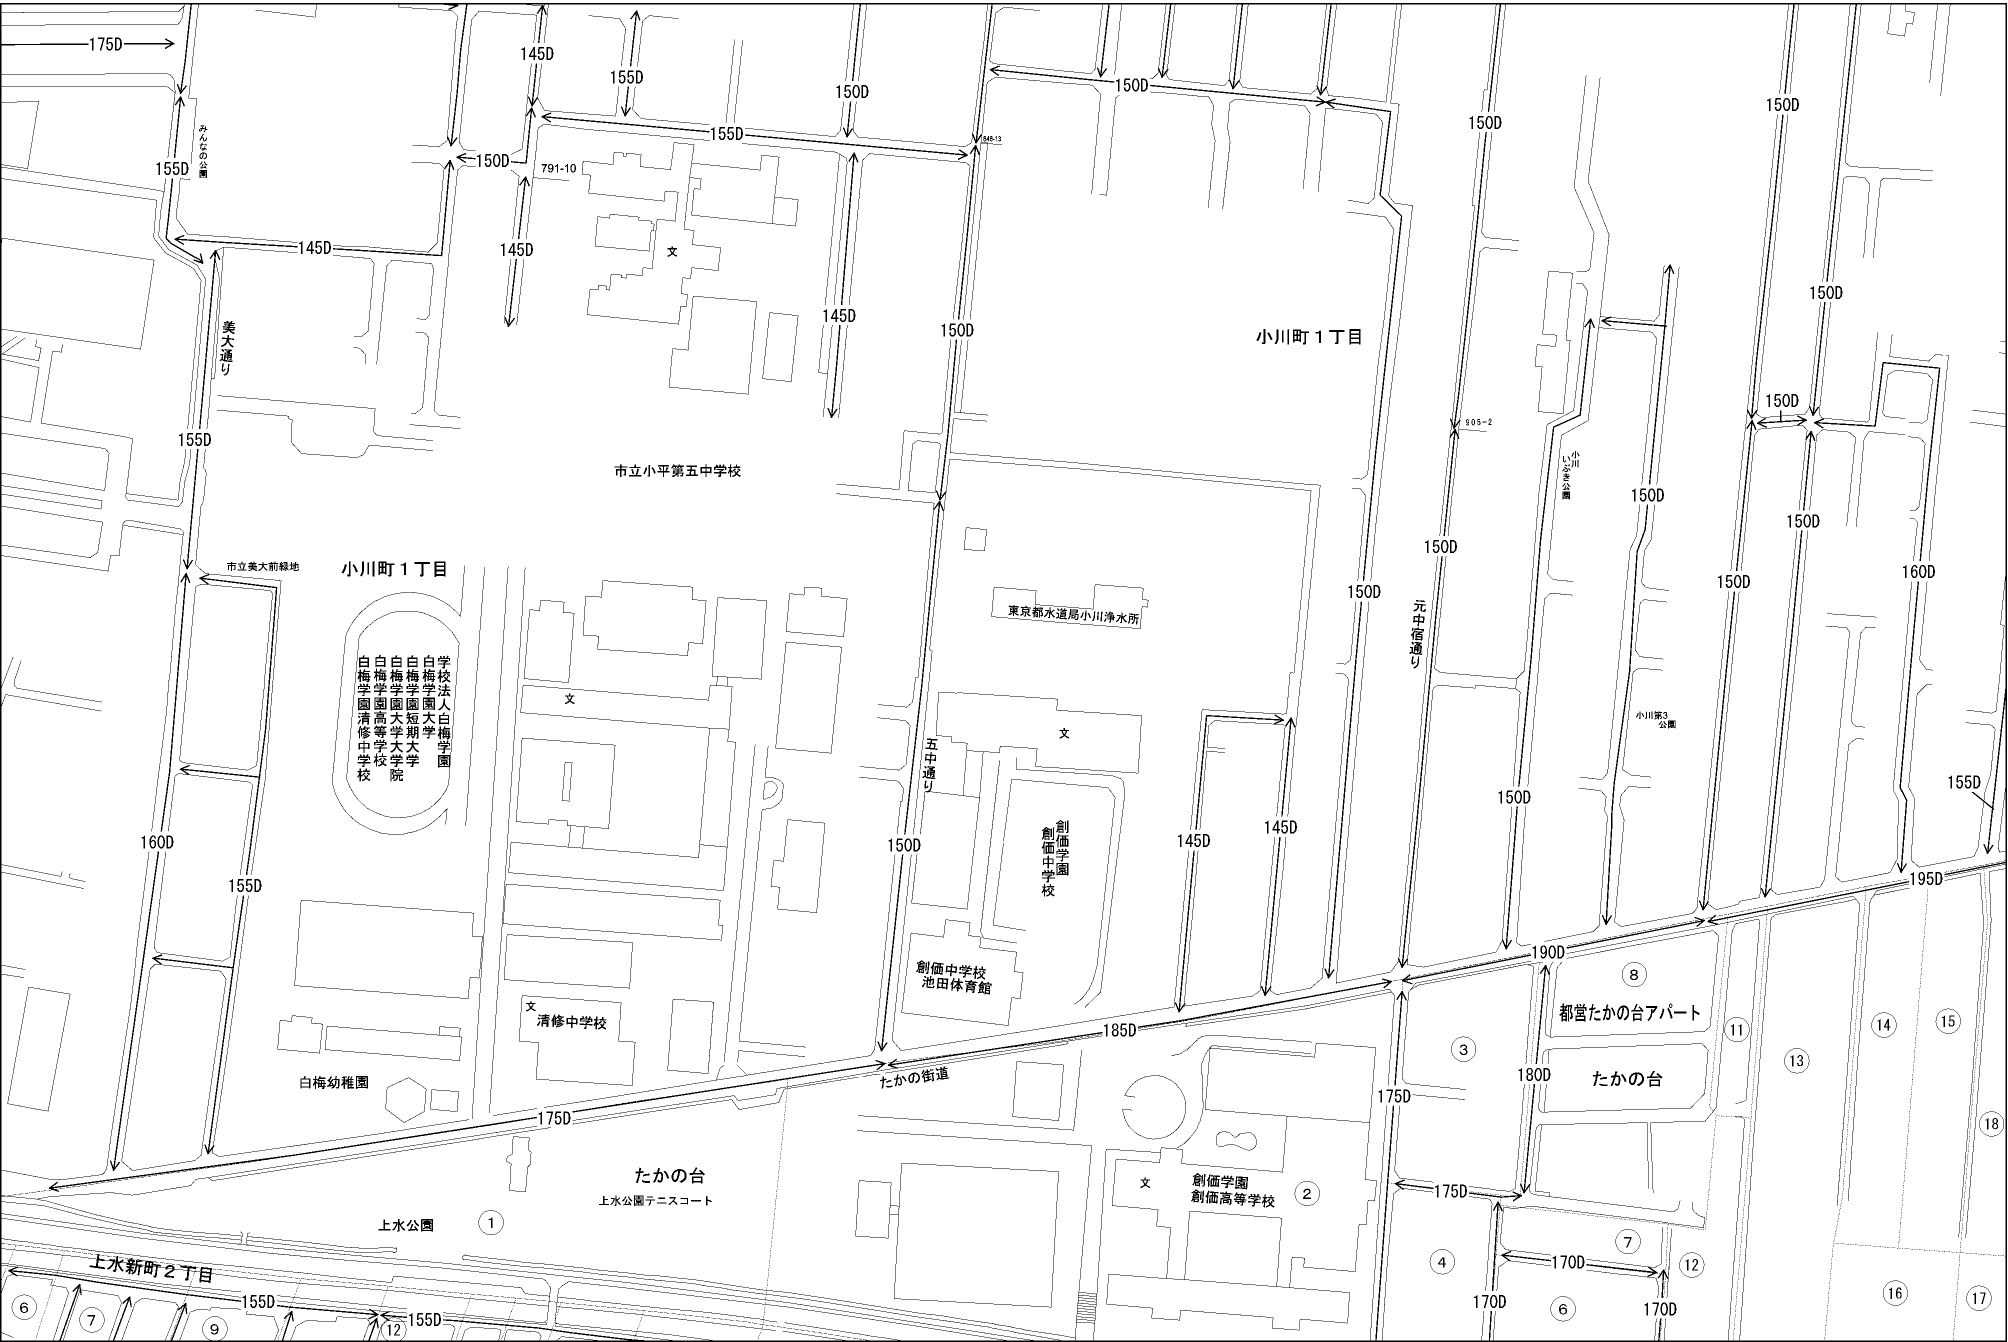 175D
145D
155D
150D
150D
150D
150D
155D
848-13
みんなの公園
155D
150D
791-10
145D
145D
文
美大通り
145D
150D
小川町1丁目
150D
155D
市立小平第五中学校
905-2
小川
いぶき公園
150D
150D
150D
150D
市立美大前緑地
小川町1丁目
150D
150D
150D
160D
東京都水道局小川浄水所
元中宿通り
学校法人白梅学園
白梅学園大学
白梅学園短期大学
白梅学園大学大学院
白梅学園高等学校
白梅学園清修中学校
文
文
五中通り
小川第3
公園
155D
150D
160D
150D
145D
145D
創価学園
創価中学校
155D
195D
190D
創価中学校
池田体育館
文
清修中学校
185D
⑧
都営たかの台アパート
⑪
⑭
⑮
③
⑬
白梅幼稚園
たかの街道
175D
180D
たかの台
175D
⑱
たかの台
上水公園テニスコート
文
創価学園
創価高等学校
②
175D
上水公園
①
⑦
上水新町2丁目
④
170D
⑫
155D
155D
170D
170D
⑥
⑦
⑨
⑫
⑥
⑯
⑰